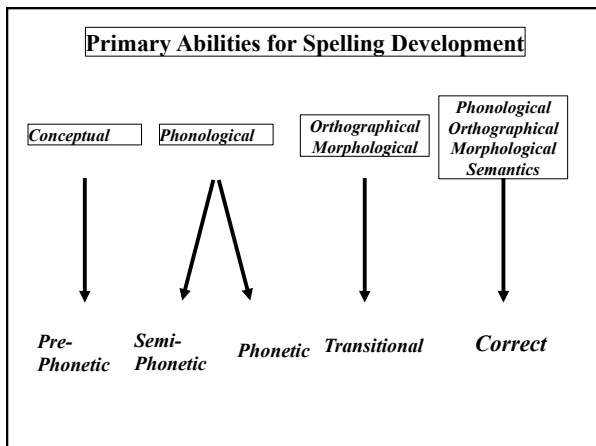 Primary Abilities for Spelling Development
Conceptual
Phonological
Orthographical
Morphological
Phonological
Orthographical
Morphological
Semantics
Pre-
Phonetic
Semi-
Phonetic
Phonetic
Transitional
Correct